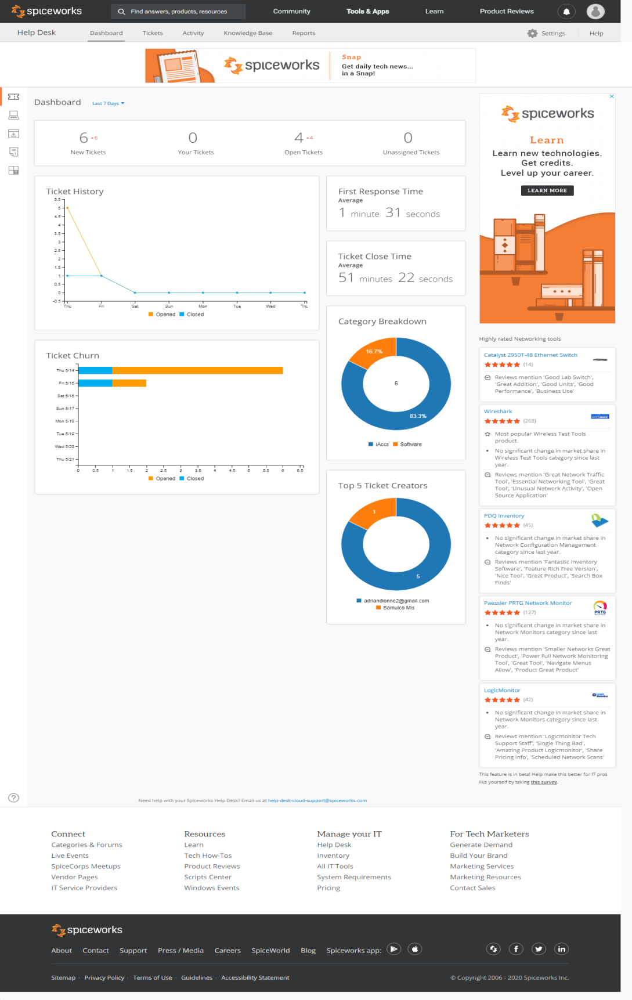 spiceworks
Find answers, products, resources
Community
Tools & Apps
Learn
Product Reviews
Help Desk
Dashboard
Tickets
Activity
Knowledge Base
Reports
Settings
Help
spiceworks
Snap
Get daily tech news...
in a Snap!
Dashboard
Last 7 Days
6 6
New Tickets
0
Your Tickets
4 4
Open Tickets
0
Unassigned Tickets
Ticket History
5.5
5
4.5
4
3.5
3
2.5
2
1.5
1
0.5
0
-0.5
Thu Fri Sat Sun Mon Tue Wed Thu
Opened Closed
Ticket Churn
Thu 5/14
Fri 5/15
Sat 5/16
Sun 5/17
Mon 5/18
Tue 5/19
Wed 5/20
Thu 5/21
0 0.5 1 1.5 2 2.5 3 3.5 4 4.5 5 5.5 6 6.5
Opened Closed
First Response Time
Average
1 minute 31 seconds
Ticket Close Time
Average
51 minutes 22 seconds
Category Breakdown
16.7%
6
83.3%
iAccs Software
Top 5 Ticket Creators
1
5
adriandionne2@gmail.com
Samulco Mis
spiceworks
Learn
Learn new technologies.
Get credits.
Level up your career.
LEARN MORE
Highly rated Networking tools
Catalyst 2950T-48 Ethernet Switch
(14)
Reviews mention 'Good Lab Switch',
'Great Addition', 'Good Units', 'Good
Performance', 'Business Use'
Wireshark
(268)
Most popular Wireless Test Tools
product.
• No significant change in market share in
Wireless Test Tools category since last
year.
Reviews mention 'Great Network Traffic
Tool', 'Essential Networking Tool', 'Great
Tool', 'Unusual Network Activity', 'Open
Source Application'
PDQ Inventory
(45)
• No significant change in market share in
Network Configuration Management
category since last year.
Reviews mention 'Fantastic Inventory
Software', 'Feature Rich Free Version',
'Nice Tool', 'Great Product', 'Search Box
Finds'
Paessler PRTG Network Monitor
PRTG
(127)
• No significant change in market share in
Network Monitors category since last
year.
Reviews mention 'Smaller Networks Great
Product', 'Power Full Network Monitoring
Tool', 'Great Tool', 'Navigate Menus
Allow', 'Product Great Product'
LogicMonitor
Logic
Monitor
(42)
• No significant change in market share in
Network Monitors category since last
year.
Reviews mention 'Logicmonitor Tech
Support Staff', 'Single Thing Bad',
'Amazing Product Logicmonitor', 'Share
Pricing Info', 'Scheduled Network Scans'
This feature is in beta! Help make this better for IT pros
like yourself by taking this survey.
Need help with your Spiceworks Help Desk? Email us at help-desk-cloud-support@spiceworks.com
Connect
Categories & Forums
Live Events
SpiceCorps Meetups
Vendor Pages
IT Service Providers
Resources
Learn
Tech How-Tos
Product Reviews
Scripts Center
Windows Events
Manage your IT
Help Desk
Inventory
All IT Tools
System Requirements
Pricing
For Tech Marketers
Generate Demand
Build Your Brand
Marketing Services
Marketing Resources
Contact Sales
spiceworks
About Contact Support Press / Media Careers SpiceWorld Blog Spiceworks app:
Sitemap · Privacy Policy · Terms of Use · Guidelines · Accessibility Statement
© Copyright 2006 - 2020 Spiceworks Inc.